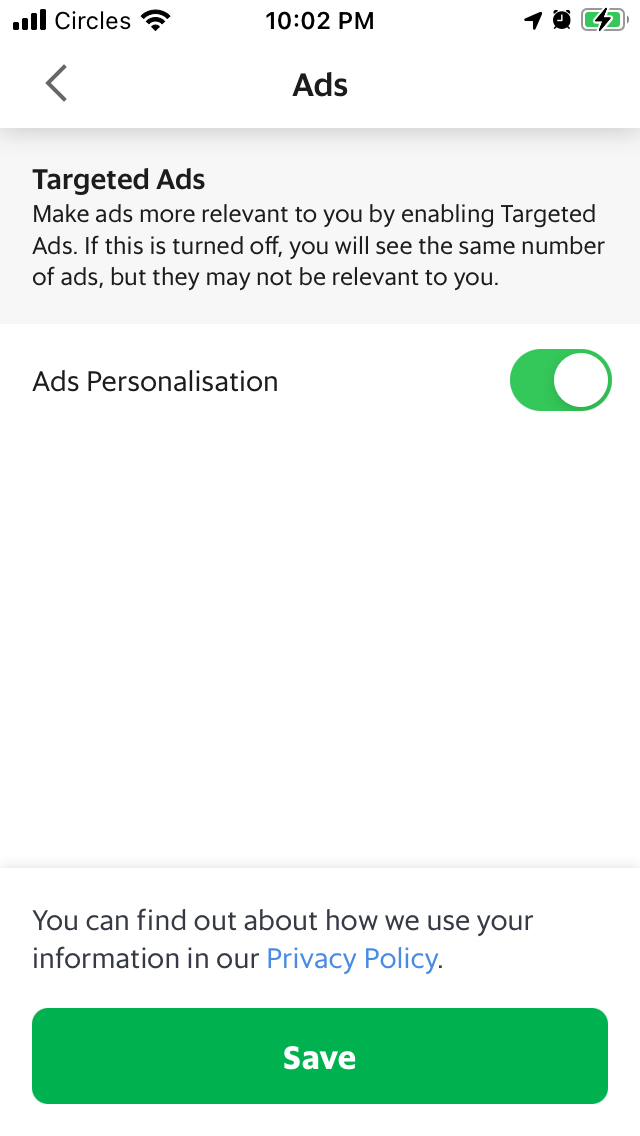 Circles 10:02 PM
Ads
Targeted Ads
Make ads more relevant to you by enabling Targeted
Ads. If this is turned off, you will see the same number
of ads, but they may not be relevant to you.
Ads Personalisation
You can find out about how we use your
information in our Privacy Policy.
Save